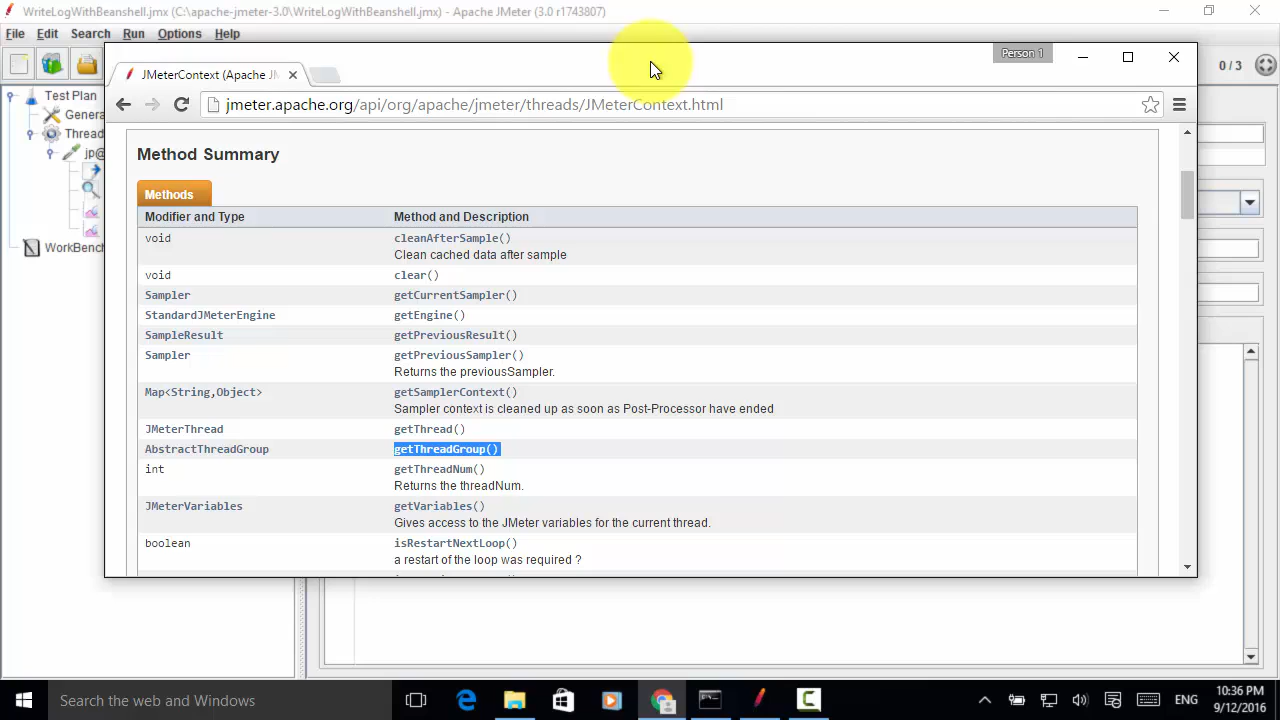 WriteLogWithBeanshell.jmx (C:\apache-jmeter-3.0\WriteLogWithBeanshell.jmx) - Apache JMeter (3.0 r1743807)
File Edit Search Run Options Help
Person 1
JMeterContext (Apache JM
0 / 3
jmeter.apache.org/api/org/apache/jmeter/threads/JMeterContext.html
Test Plan
Genera
Thread
jp@
WorkBench
Method Summary
Methods
Modifier and Type Method and Description
void cleanAfterSample()
Clean cached data after sample
void clear()
Sampler getCurrentSampler()
StandardJMeterEngine getEngine()
SampleResult getPreviousResult()
Sampler getPreviousSampler()
Returns the previousSampler.
Map<String,Object> getSamplerContext()
Sampler context is cleaned up as soon as Post-Processor have ended
JMeterThread getThread()
AbstractThreadGroup getThreadGroup()
int getThreadNum()
Returns the threadNum.
JMeterVariables getVariables()
Gives access to the JMeter variables for the current thread.
boolean isRestartNextLoop()
a restart of the loop was required ?
Search the web and Windows
ENG
10:36 PM
9/12/2016